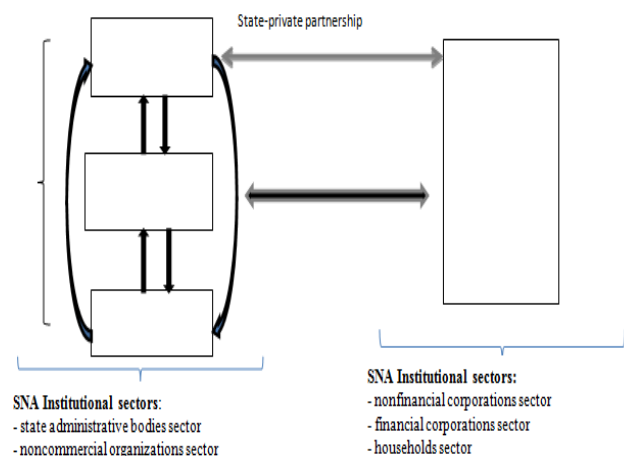 State-private partnership
SNA Institutional sectors:
- state administrative bodies sector
- noncommercial organizations sector
SNA Institutional sectors:
- nonfinancial corporations sector
- financial corporations sector
- households sector